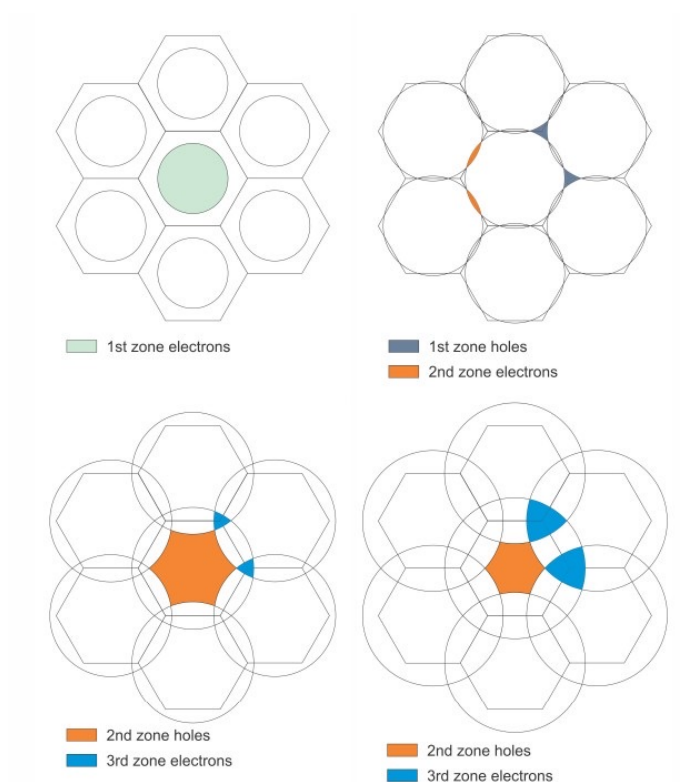 1st zone electrons
1st zone holes
2nd zone electrons
2nd zone holes
3rd zone electrons
2nd zone holes
3rd zone electrons